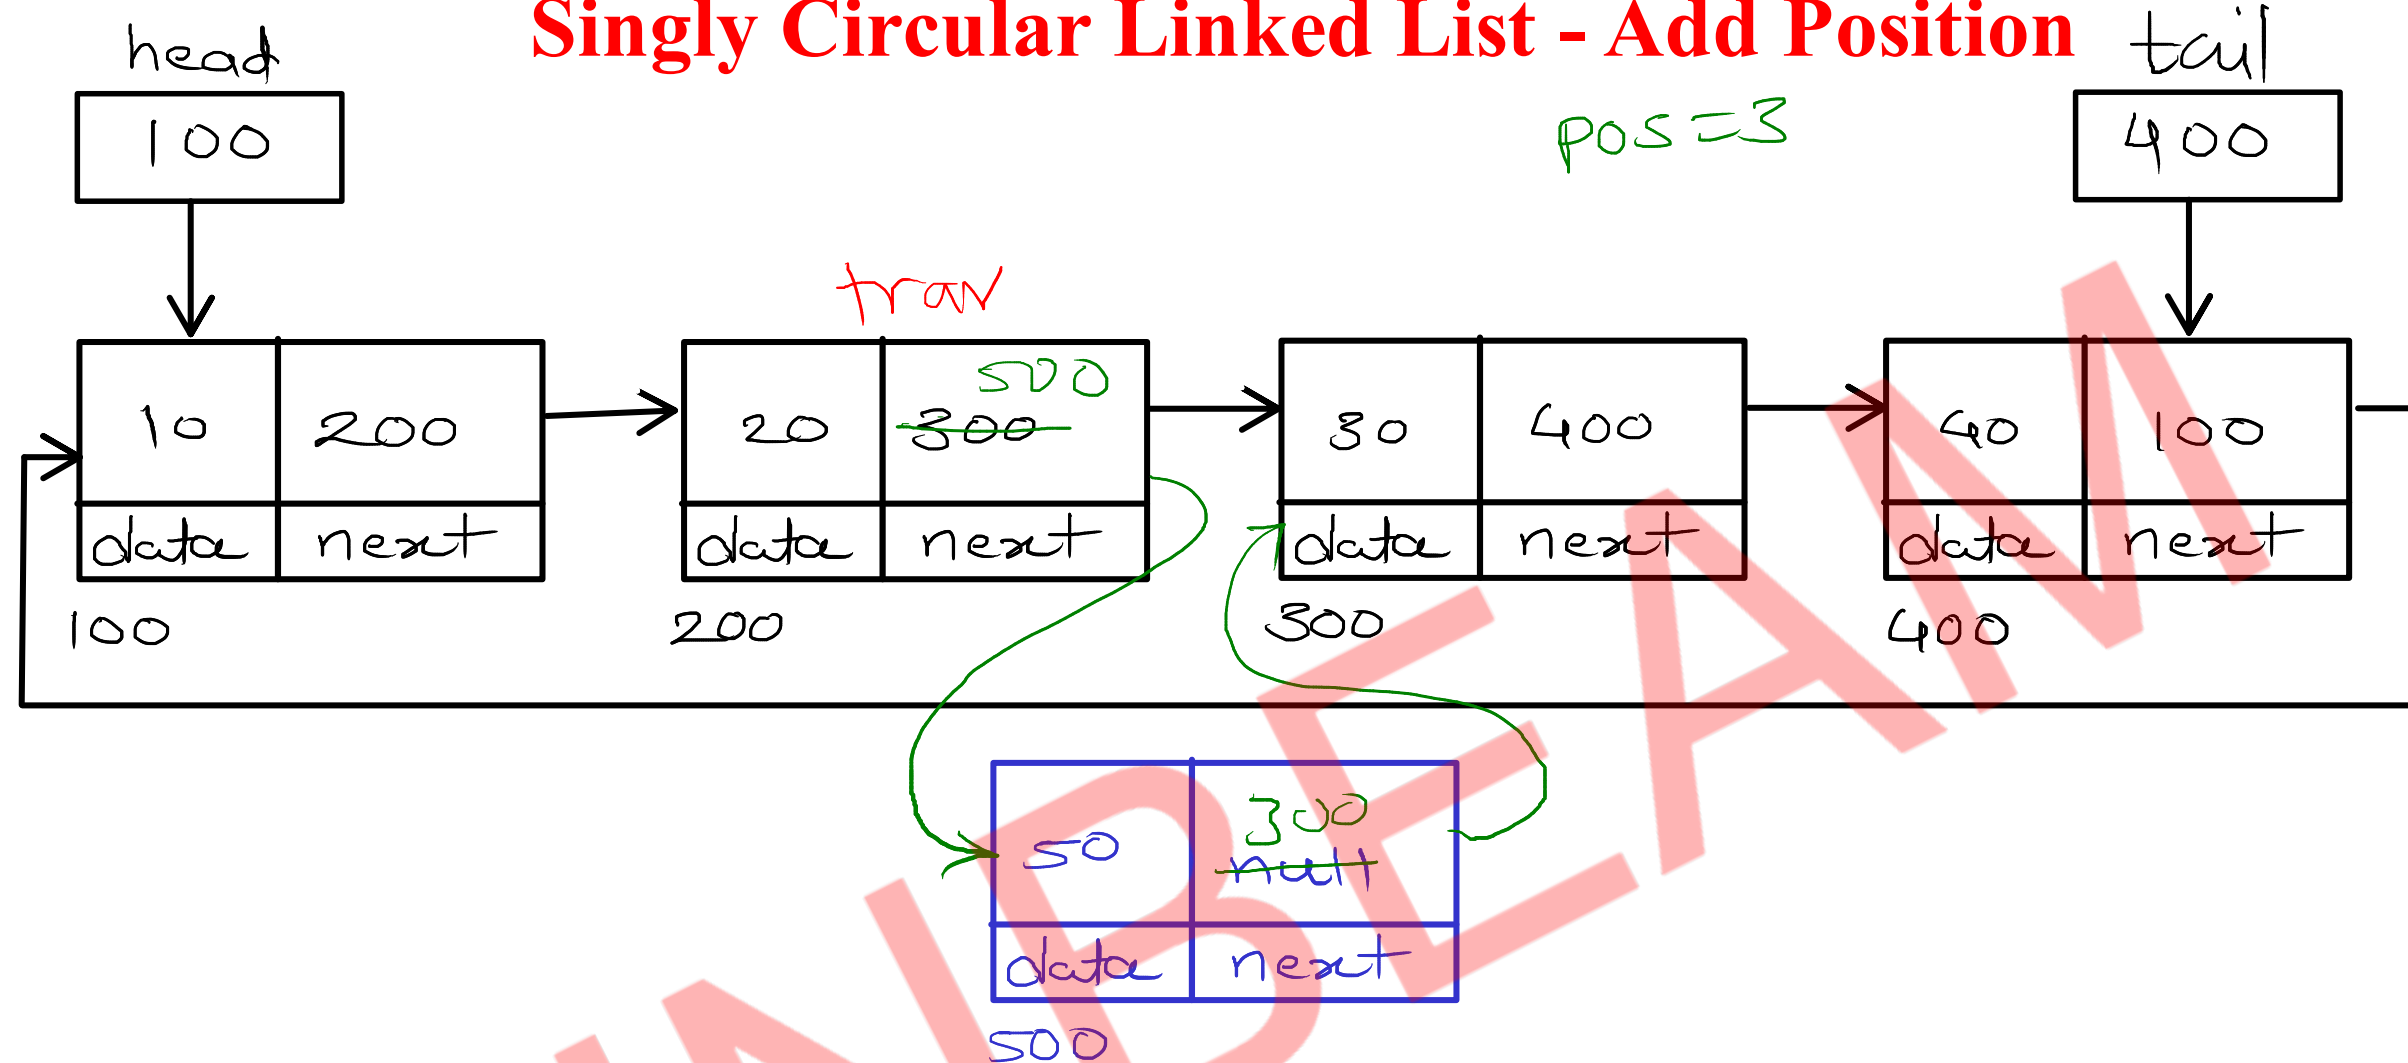 Singly Circular Linked List - Add Position
head
tail
100
pos=3
400
trav
500
10 200
20 300
30 400
40 100
data next
data next
data next
data next
100
200
300
400
300
50 null
data next
500
NBEAM